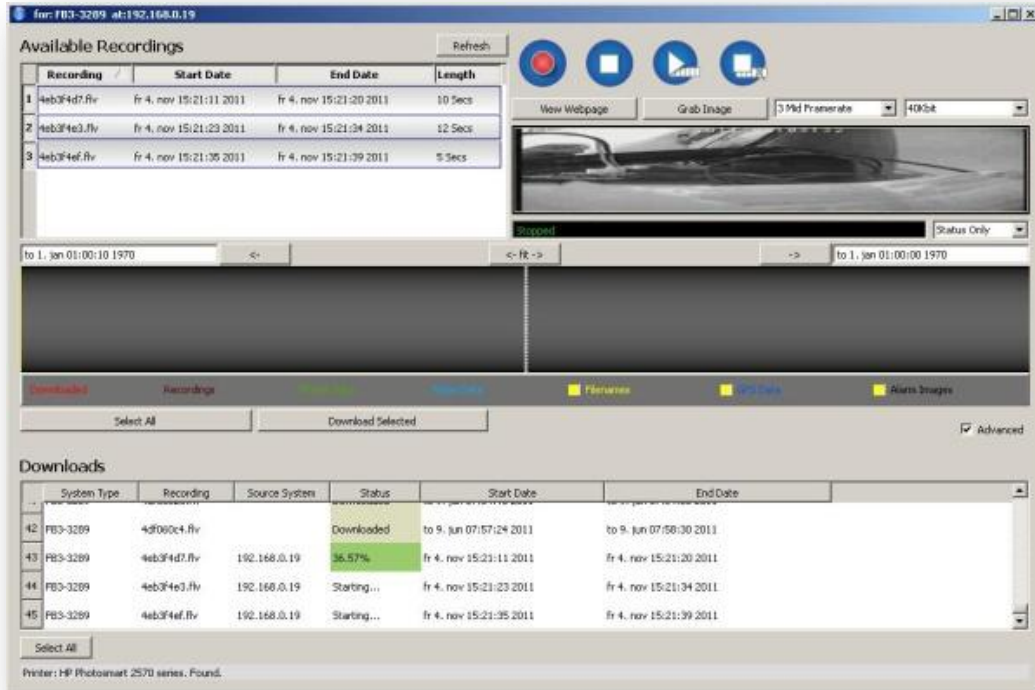 for: FB3-3289 at:192.168.0.19
Available Recordings
Refresh
Recording Start Date End Date Length
1 4eb3f4d7.flv fr 4. nov 15:21:11 2011 fr 4. nov 15:21:20 2011 10 Secs
2 4eb3f4e3.flv fr 4. nov 15:21:23 2011 fr 4. nov 15:21:34 2011 12 Secs
3 4eb3f4ef.flv fr 4. nov 15:21:35 2011 fr 4. nov 15:21:39 2011 5 Secs
View Webpage Grab Image 3 Mid Framerate 40Kbit
Stopped Status Only
to 1. jan 01:00:10 1970 <- <- fit -> -> to 1. jan 01:00:00 1970
Downloaded Recordings Filenames GPS Data Alarm Images
Select All Download Selected
Advanced
Downloads
System Type Recording Source System Status Start Date End Date
42 FB3-3289 4df060c4.flv Downloaded to 9. jun 07:57:24 2011 to 9. jun 07:58:30 2011
43 FB3-3289 4eb3f4d7.flv 192.168.0.19 36.57% fr 4. nov 15:21:11 2011 fr 4. nov 15:21:20 2011
44 FB3-3289 4eb3f4e3.flv 192.168.0.19 Starting... fr 4. nov 15:21:23 2011 fr 4. nov 15:21:34 2011
45 FB3-3289 4eb3f4ef.flv 192.168.0.19 Starting... fr 4. nov 15:21:35 2011 fr 4. nov 15:21:39 2011
Select All
Printer: HP Photosmart 2570 series. Found.